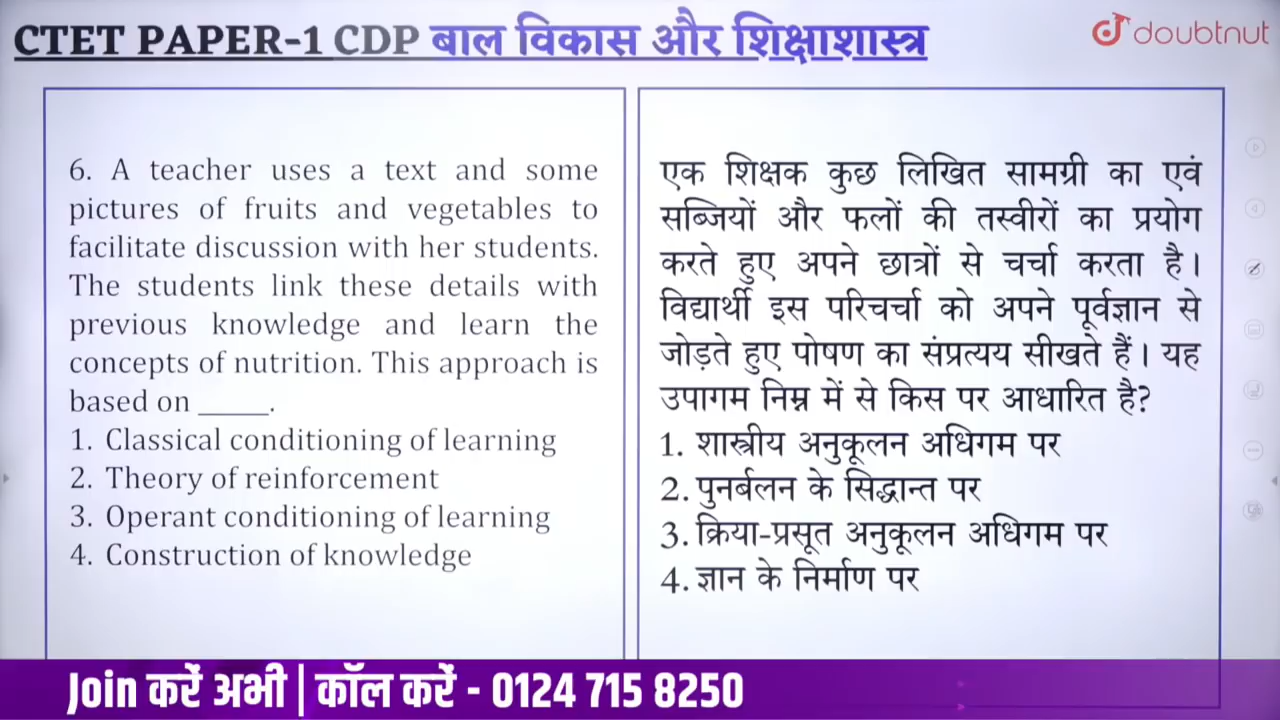 CTET PAPER-1 CDP बाल विकास और शिक्षाशास्त्र
doubtnut
6. A teacher uses a text and some
pictures of fruits and vegetables to
facilitate discussion with her students.
The students link these details with
previous knowledge and learn the
concepts of nutrition. This approach is
based on _____.
1. Classical conditioning of learning
2. Theory of reinforcement
3. Operant conditioning of learning
4. Construction of knowledge
एक शिक्षक कुछ लिखित सामग्री का एवं
सब्जियों और फलों की तस्वीरों का प्रयोग
करते हुए अपने छात्रों से चर्चा करता है।
विद्यार्थी इस परिचर्चा को अपने पूर्वज्ञान से
जोड़ते हुए पोषण का संप्रत्यय सीखते हैं। यह
उपागम निम्न में से किस पर आधारित है?
1. शास्त्रीय अनुकूलन अधिगम पर
2. पुनर्बलन के सिद्धान्त पर
3. क्रिया-प्रसूत अनुकूलन अधिगम पर
4. ज्ञान के निर्माण पर
Join करें अभी | कॉल करें - 0124 715 8250